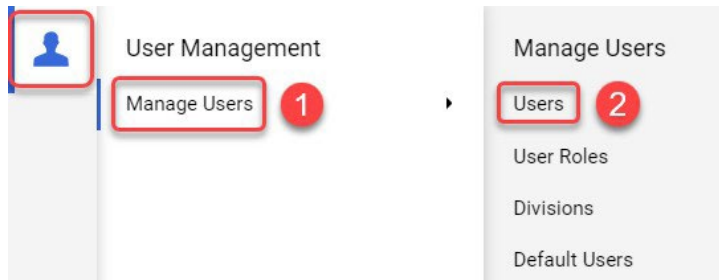 User Management
Manage Users 1
Manage Users
Users 2
User Roles
Divisions
Default Users